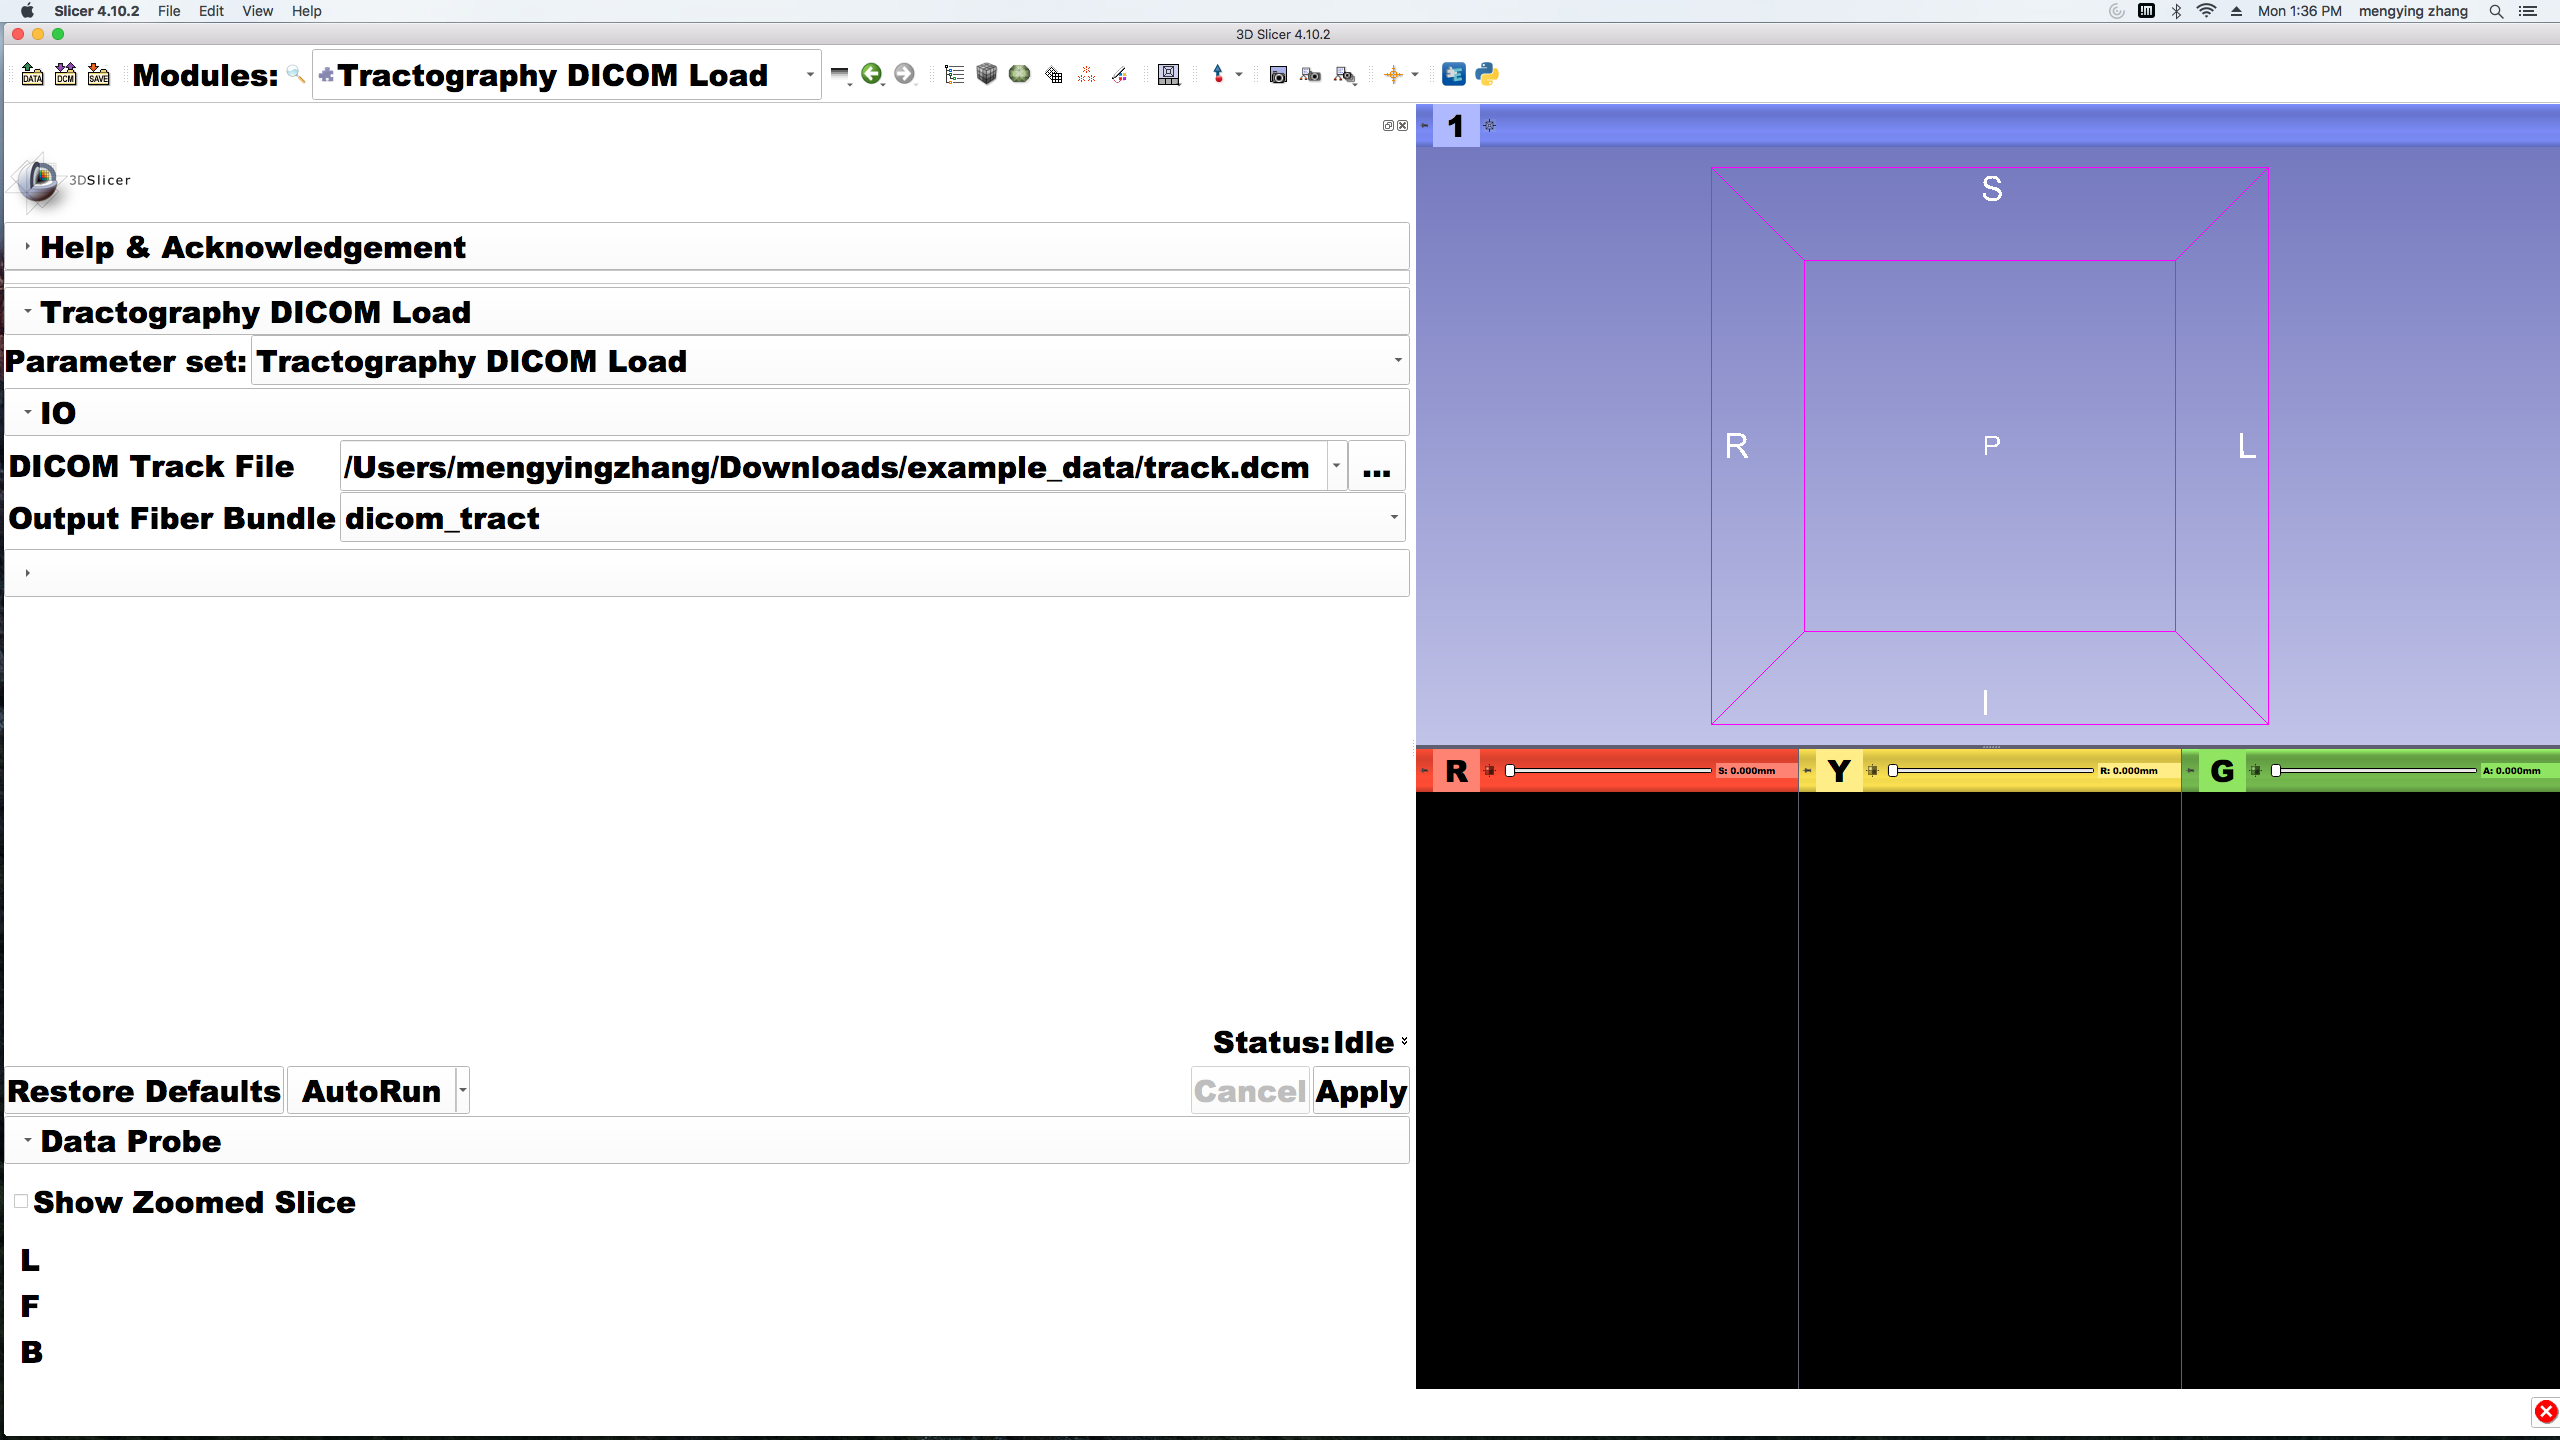 Slicer 4.10.2 File Edit View Help Mon 1:36 PM mengying zhang
3D Slicer 4.10.2
DATA DCM SAVE Modules: Tractography DICOM Load
1
3DSlicer
Help & Acknowledgement
Tractography DICOM Load
Parameter set: Tractography DICOM Load
IO
DICOM Track File /Users/mengyingzhang/Downloads/example_data/track.dcm ...
Output Fiber Bundle dicom_tract
Status: Idle
Restore Defaults AutoRun Cancel Apply
Data Probe
Show Zoomed Slice
L
F
B
S
R P L
I
R S: 0.000mm Y R: 0.000mm G A: 0.000mm